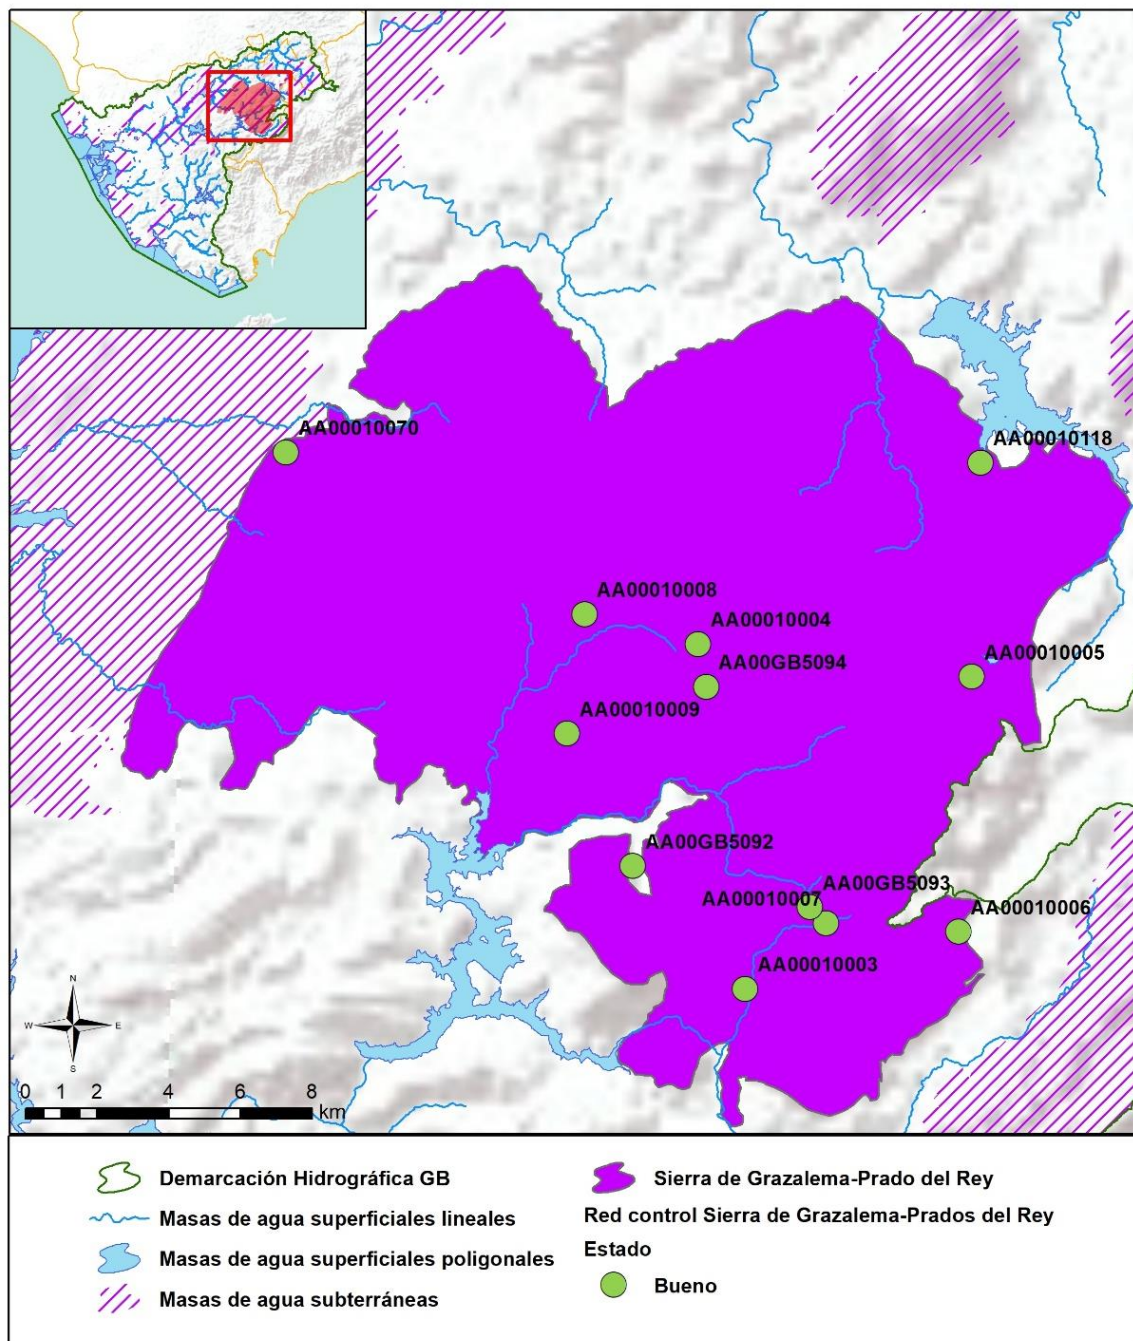 AA00010070
AA00010118
AA00010008
AA00010004
AA00010005
AA00GB5094
AA00010009
AA00GB5092
AA00GB5093
AA00010007
AA00010006
AA00010003
N
W E
S
0 1 2 4 6 8
km
Demarcación Hidrográfica GB
Masas de agua superficiales lineales
Masas de agua superficiales poligonales
Masas de agua subterráneas
Sierra de Grazalema-Prado del Rey
Red control Sierra de Grazalema-Prados del Rey
Estado
Bueno